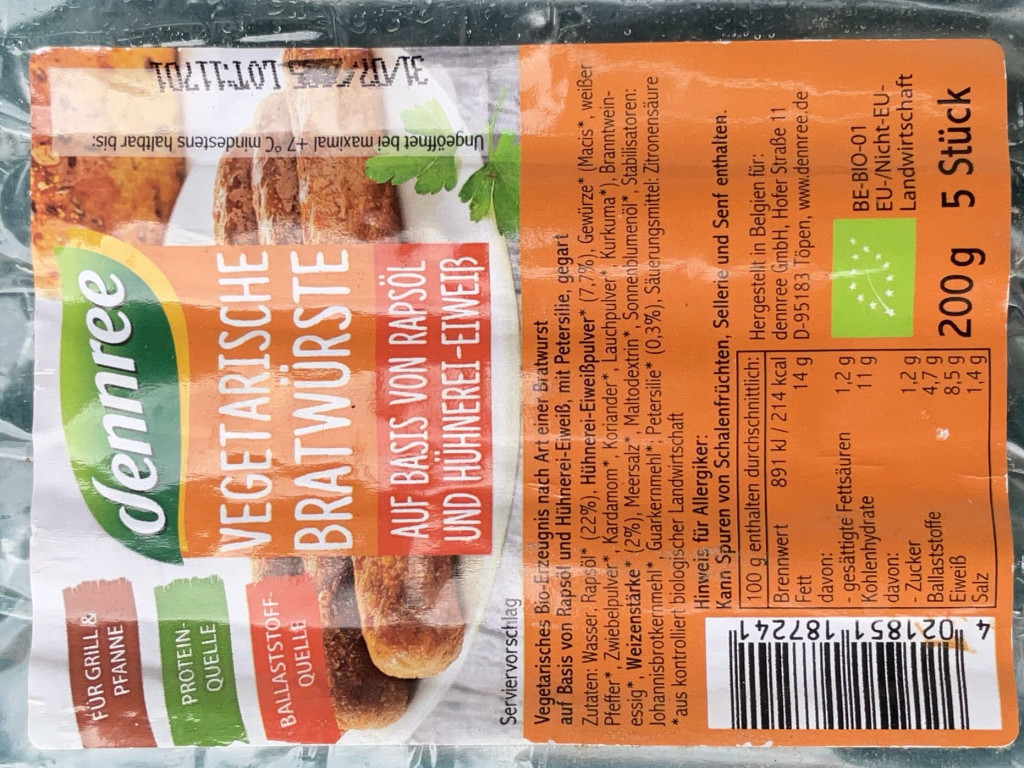 FÜR GRILL &
PFANNE
PROTEIN-
QUELLE
BALLASTSTOFF-
QUELLE
dennree
VEGETARISCHE
BRATWÜRSTE
AUF BASIS VON RAPSÖL
UND HÜHNEREI-EIWEIß
Ungeöffnet bei maximal +7°C mindestens haltbar bis:
LOT:11701
Serviervorschlag
Vegetarisches Bio-Erzeugnis nach Art einer Bratwurst
auf Basis von Rapsöl und Hühnerei-Eiweiß, mit Petersilie, gegart
Zutaten: Wasser, Rapsöl* (22%), Hühnerei-Eiweißpulver* (7,7%), Gewürze* (Macis*, weißer
Pfeffer*, Zwiebelpulver*, Kardamom*, Koriander*, Lauchpulver*, Kurkuma*), Branntwein-
essig*, Weizenstärke* (2%), Meersalz*, Maltodextrin*, Sonnenblumenöl*, Stabilisatoren:
Johannisbrotkernmehl*, Guarkernmehl*; Petersilie* (0,3%), Säuerungsmittel: Zitronensäure
*aus kontrolliert biologischer Landwirtschaft
Hinweis für Allergiker:
Kann Spuren von Schalenfrüchten, Sellerie und Senf enthalten.
100 g enthalten durchschnittlich:
Brennwert 891 kJ / 214 kcal
Fett 14 g
davon:
- gesättigte Fettsäuren 1,2 g
Kohlenhydrate 11 g
davon:
- Zucker 1,2 g
Ballaststoffe 4,7 g
Eiweiß 8,5 g
Salz 1,4 g
Hergestellt in Belgien für:
dennree GmbH, Hofer Straße 11
D-95183 Töpen, www.dennree.de
BE-BIO-01
EU-/Nicht-EU-
Landwirtschaft
200g 5 Stück
4 021851 187241